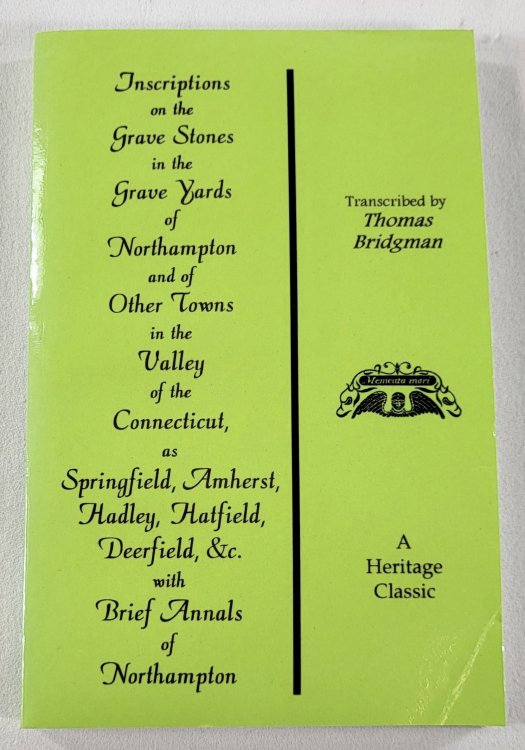 Inscriptions
on the
Grave Stones
in the
Grave Yards
of
Northampton
and of
Other Towns
in the
Valley
of the
Connecticut,
as
Springfield, Amherst,
Hadley, Hatfield,
Deerfield, &c.
with
Brief Annals
of
Northampton
Transcribed by
Thomas
Bridgman
Memento mori
A
Heritage
Classic